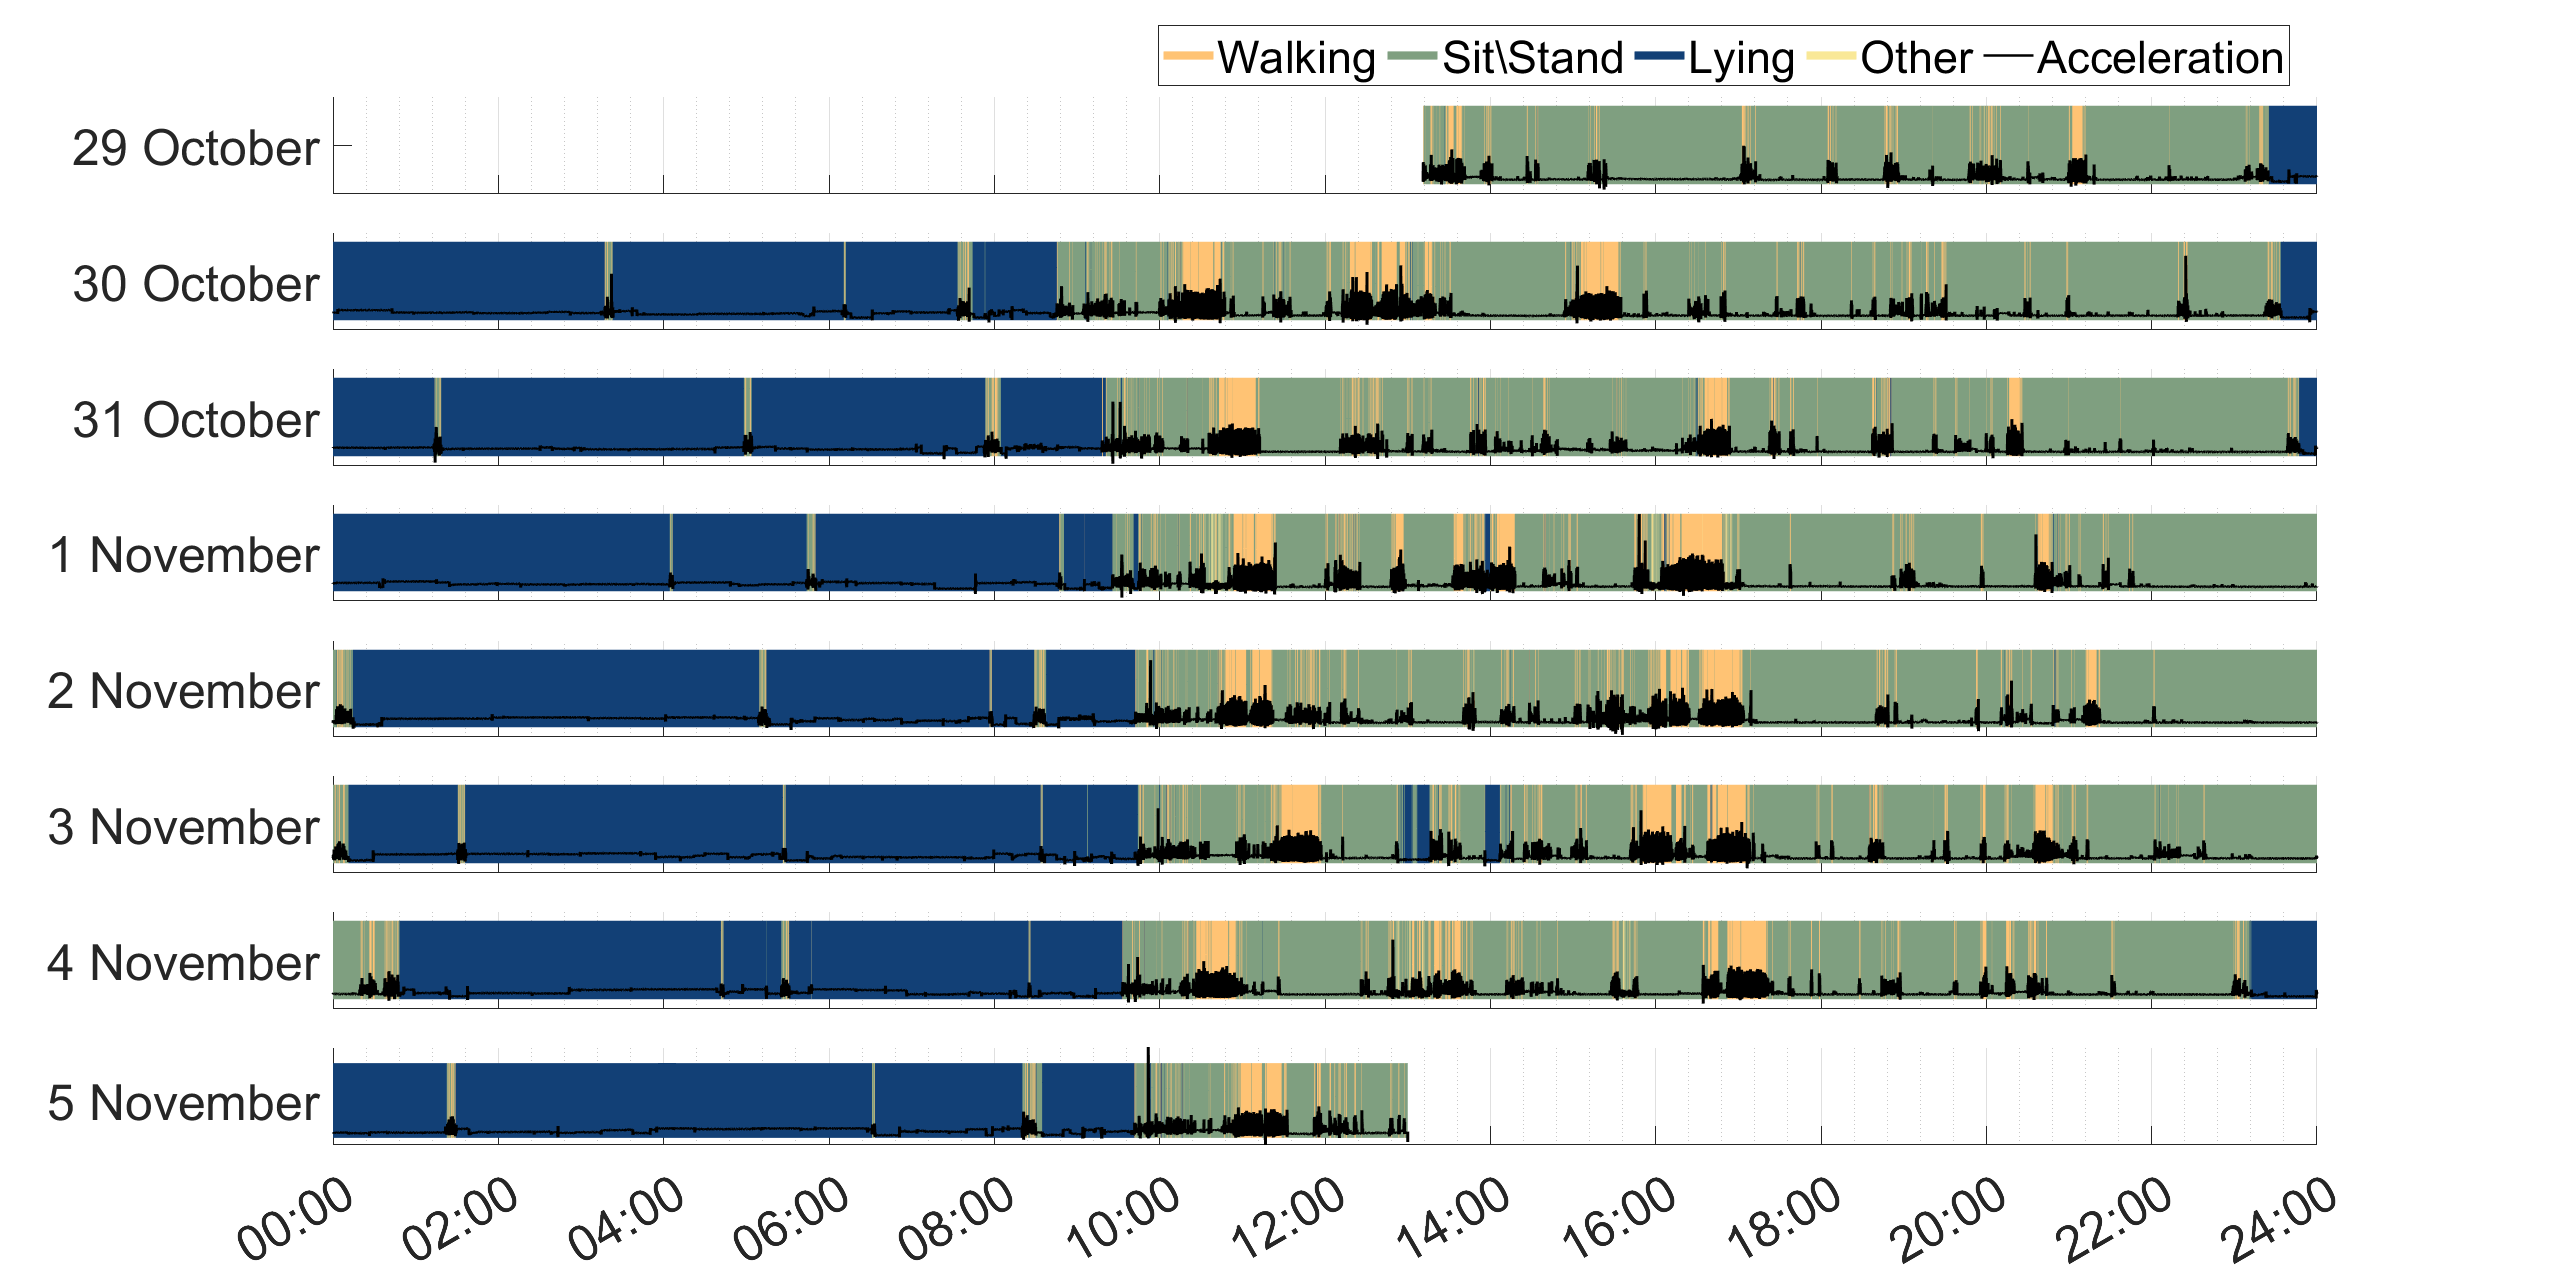 Walking Sit\Stand Lying Other Acceleration
29 October
30 October
31 October
1 November
2 November
3 November
4 November
5 November
00:00 02:00 04:00 06:00 08:00 10:00 12:00 14:00 16:00 18:00 20:00 22:00 24:00